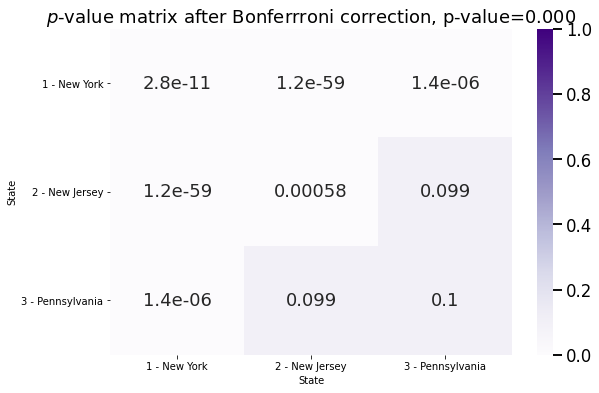 p-value matrix after Bonferrroni correction, p-value=0.000
1.0
1 - New York 2.8e-11 1.2e-59 1.4e-06
0.8
0.6
State
2 - New Jersey 1.2e-59 0.00058 0.099
0.4
3 - Pennsylvania 1.4e-06 0.099 0.1
0.2
0.0
1 - New York 2 - New Jersey 3 - Pennsylvania
State